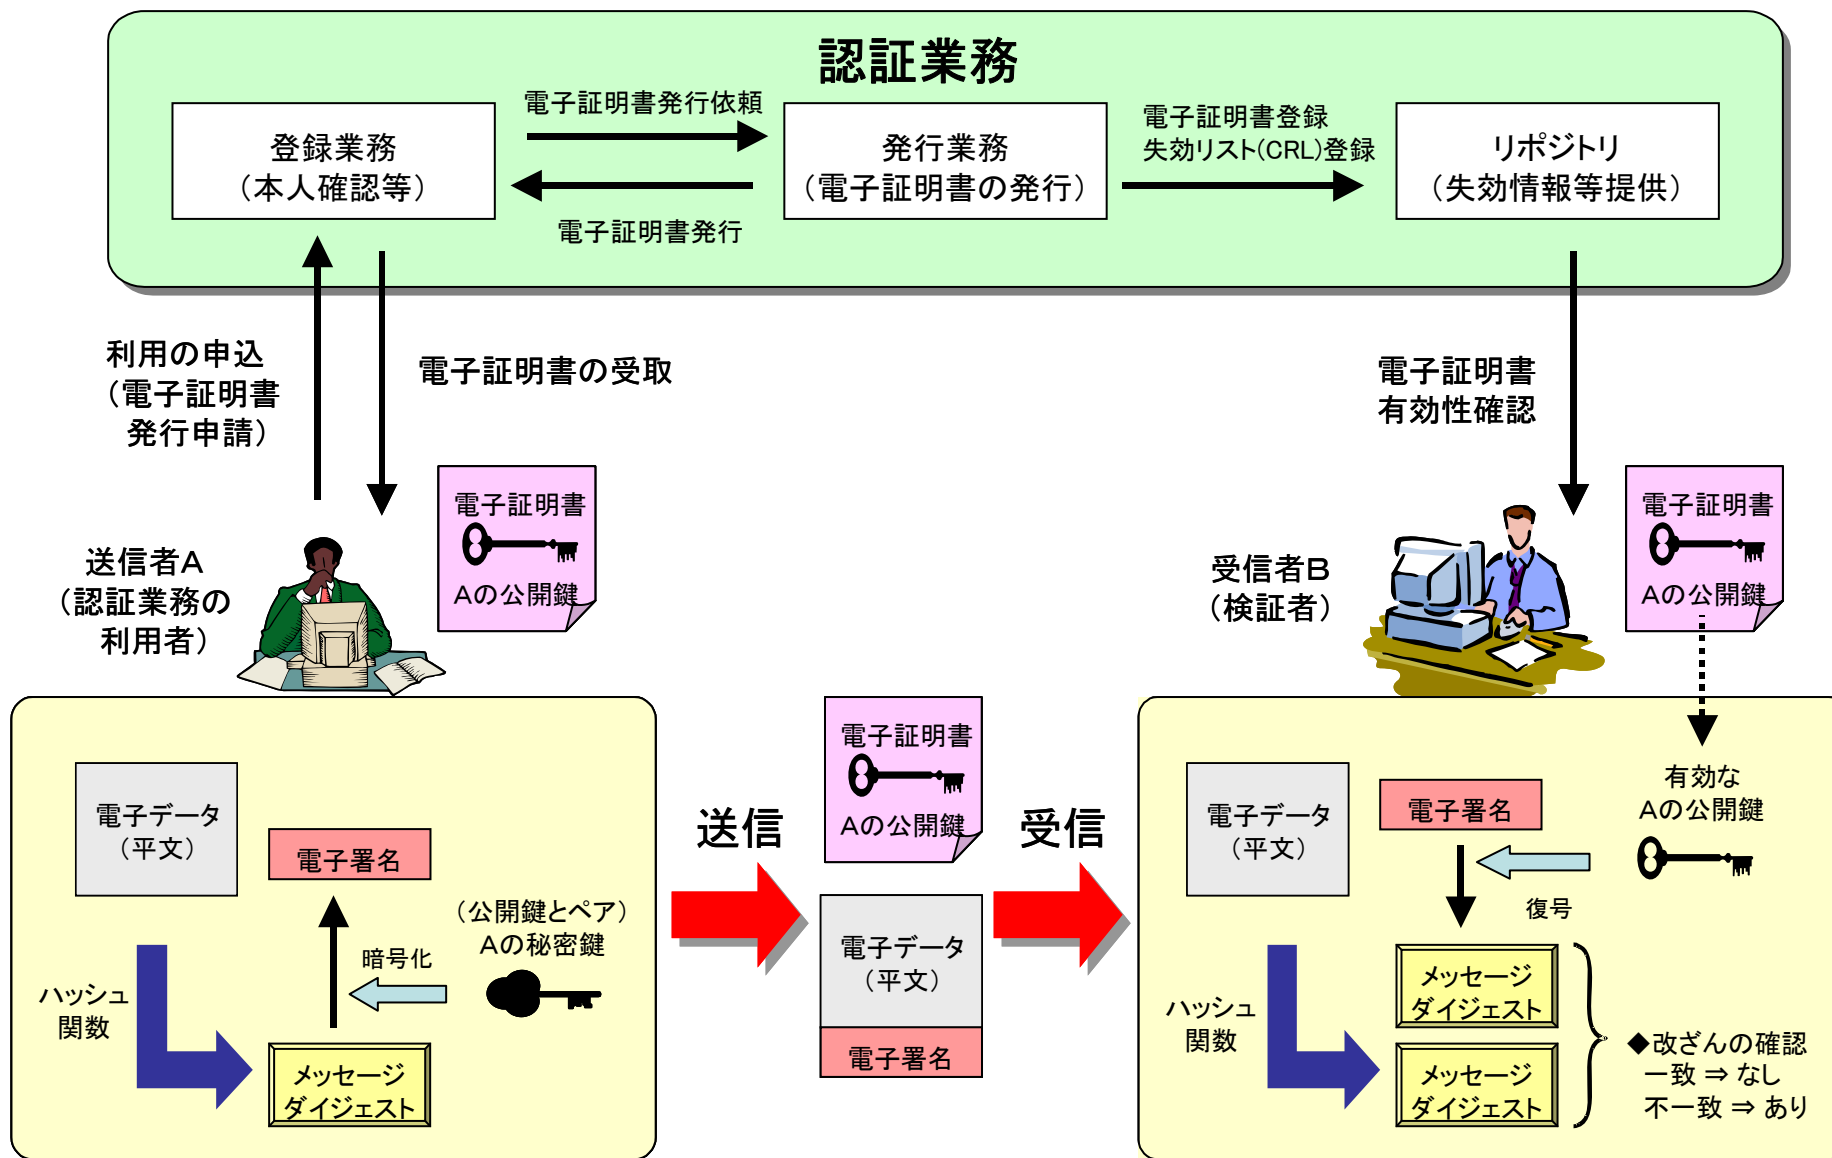 認証業務
電子証明書発行依頼
登録業務
（本人確認等）
電子証明書発行
発行業務
（電子証明書の発行）
電子証明書登録
失効リスト(CRL)登録
リポジトリ
（失効情報等提供）
利用の申込
（電子証明書
発行申請）
電子証明書の受取
電子証明書
有効性確認
送信者A
（認証業務の
利用者）
電子証明書
Aの公開鍵
受信者B
（検証者）
電子証明書
Aの公開鍵
電子データ
（平文）
電子署名
（公開鍵とペア）
Aの秘密鍵
暗号化
ハッシュ
関数
メッセージ
ダイジェスト
送信
電子証明書
Aの公開鍵
電子データ
（平文）
電子署名
受信
電子データ
（平文）
電子署名
有効な
Aの公開鍵
復号
ハッシュ
関数
メッセージ
ダイジェスト
メッセージ
ダイジェスト
◆改ざんの確認
一致 ⇒ なし
不一致 ⇒ あり